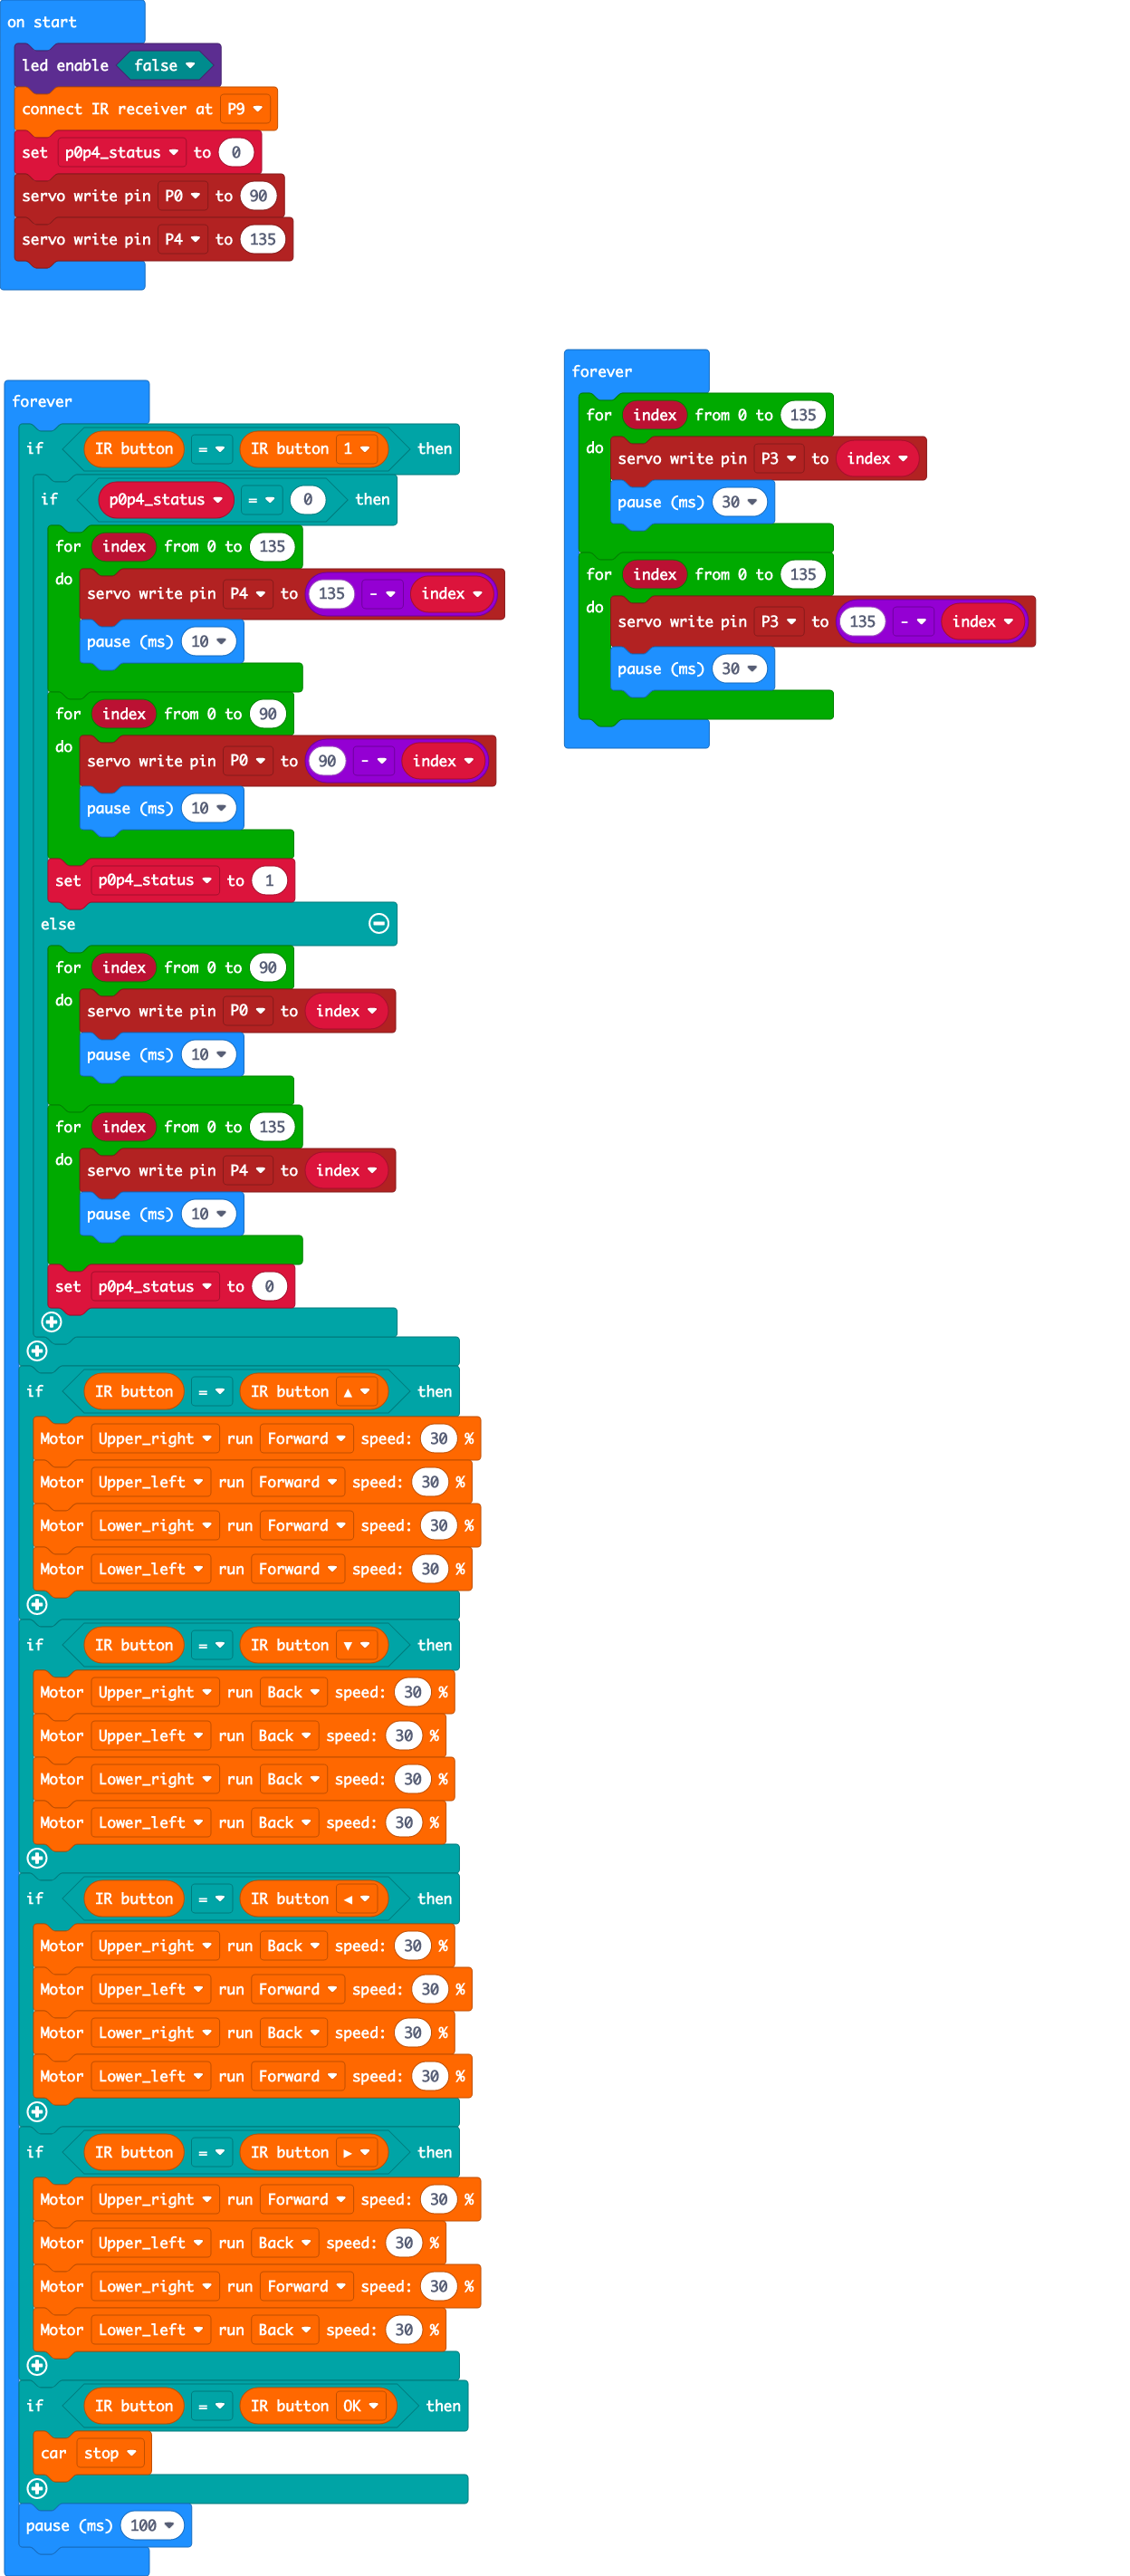 on start
led enable false
connect IR receiver at P9
set p0p4_status to 0
servo write pin P0 to 90
servo write pin P4 to 135
forever
if IR button = IR button 1 then
if p0p4_status = 0 then
for index from 0 to 135
do servo write pin P4 to 135 - index
pause (ms) 10
for index from 0 to 90
do servo write pin P0 to 90 - index
pause (ms) 10
set p0p4_status to 1
else
for index from 0 to 90
do servo write pin P0 to index
pause (ms) 10
for index from 0 to 135
do servo write pin P4 to index
pause (ms) 10
set p0p4_status to 0
if IR button = IR button ▲ then
Motor Upper_right run Forward speed: 30 %
Motor Upper_left run Forward speed: 30 %
Motor Lower_right run Forward speed: 30 %
Motor Lower_left run Forward speed: 30 %
if IR button = IR button ▼ then
Motor Upper_right run Back speed: 30 %
Motor Upper_left run Back speed: 30 %
Motor Lower_right run Back speed: 30 %
Motor Lower_left run Back speed: 30 %
if IR button = IR button ◀ then
Motor Upper_right run Back speed: 30 %
Motor Upper_left run Forward speed: 30 %
Motor Lower_right run Back speed: 30 %
Motor Lower_left run Forward speed: 30 %
if IR button = IR button ▶ then
Motor Upper_right run Forward speed: 30 %
Motor Upper_left run Back speed: 30 %
Motor Lower_right run Forward speed: 30 %
Motor Lower_left run Back speed: 30 %
if IR button = IR button OK then
car stop
pause (ms) 100
forever
for index from 0 to 135
do servo write pin P3 to index
pause (ms) 30
for index from 0 to 135
do servo write pin P3 to 135 - index
pause (ms) 30